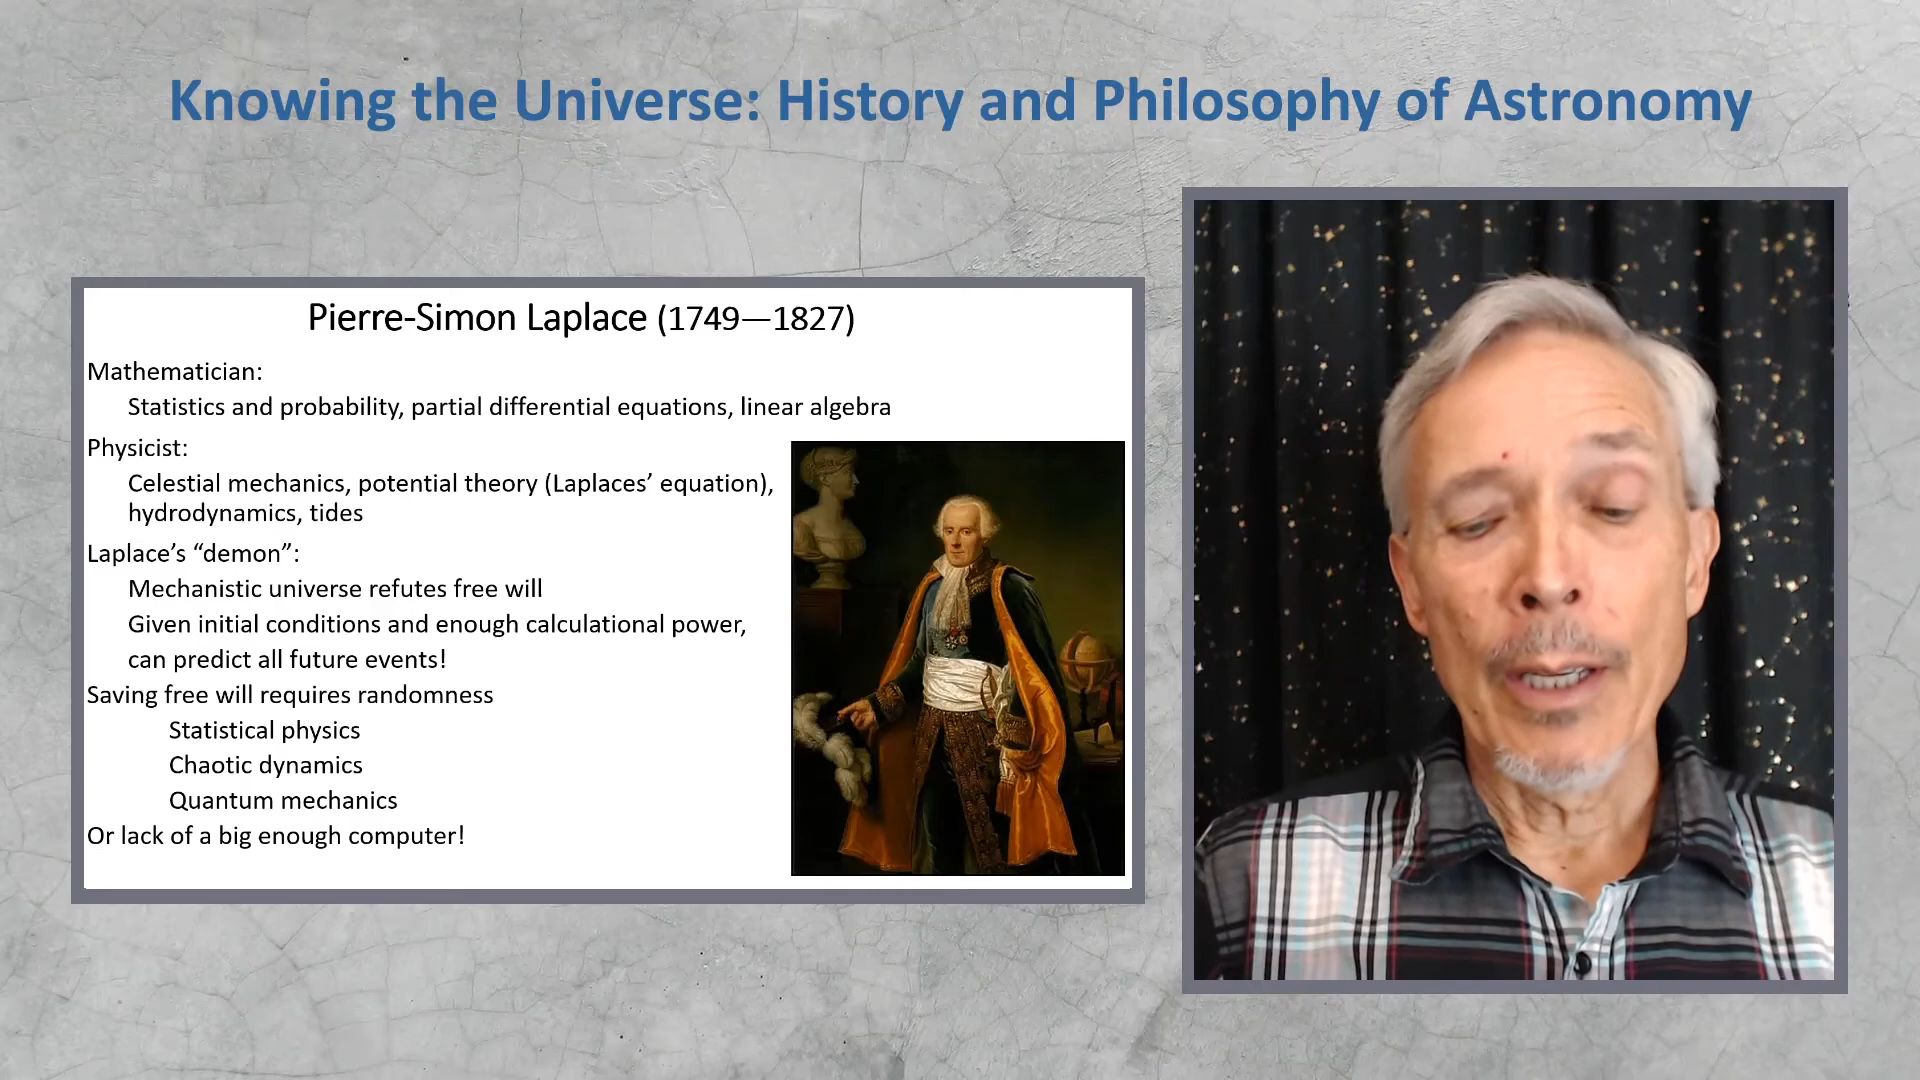 Knowing the Universe: History and Philosophy of Astronomy
Pierre-Simon Laplace (1749—1827)
Mathematician:
Statistics and probability, partial differential equations, linear algebra
Physicist:
Celestial mechanics, potential theory (Laplaces’ equation),
hydrodynamics, tides
Laplace’s “demon”:
Mechanistic universe refutes free will
Given initial conditions and enough calculational power,
can predict all future events!
Saving free will requires randomness
Statistical physics
Chaotic dynamics
Quantum mechanics
Or lack of a big enough computer!